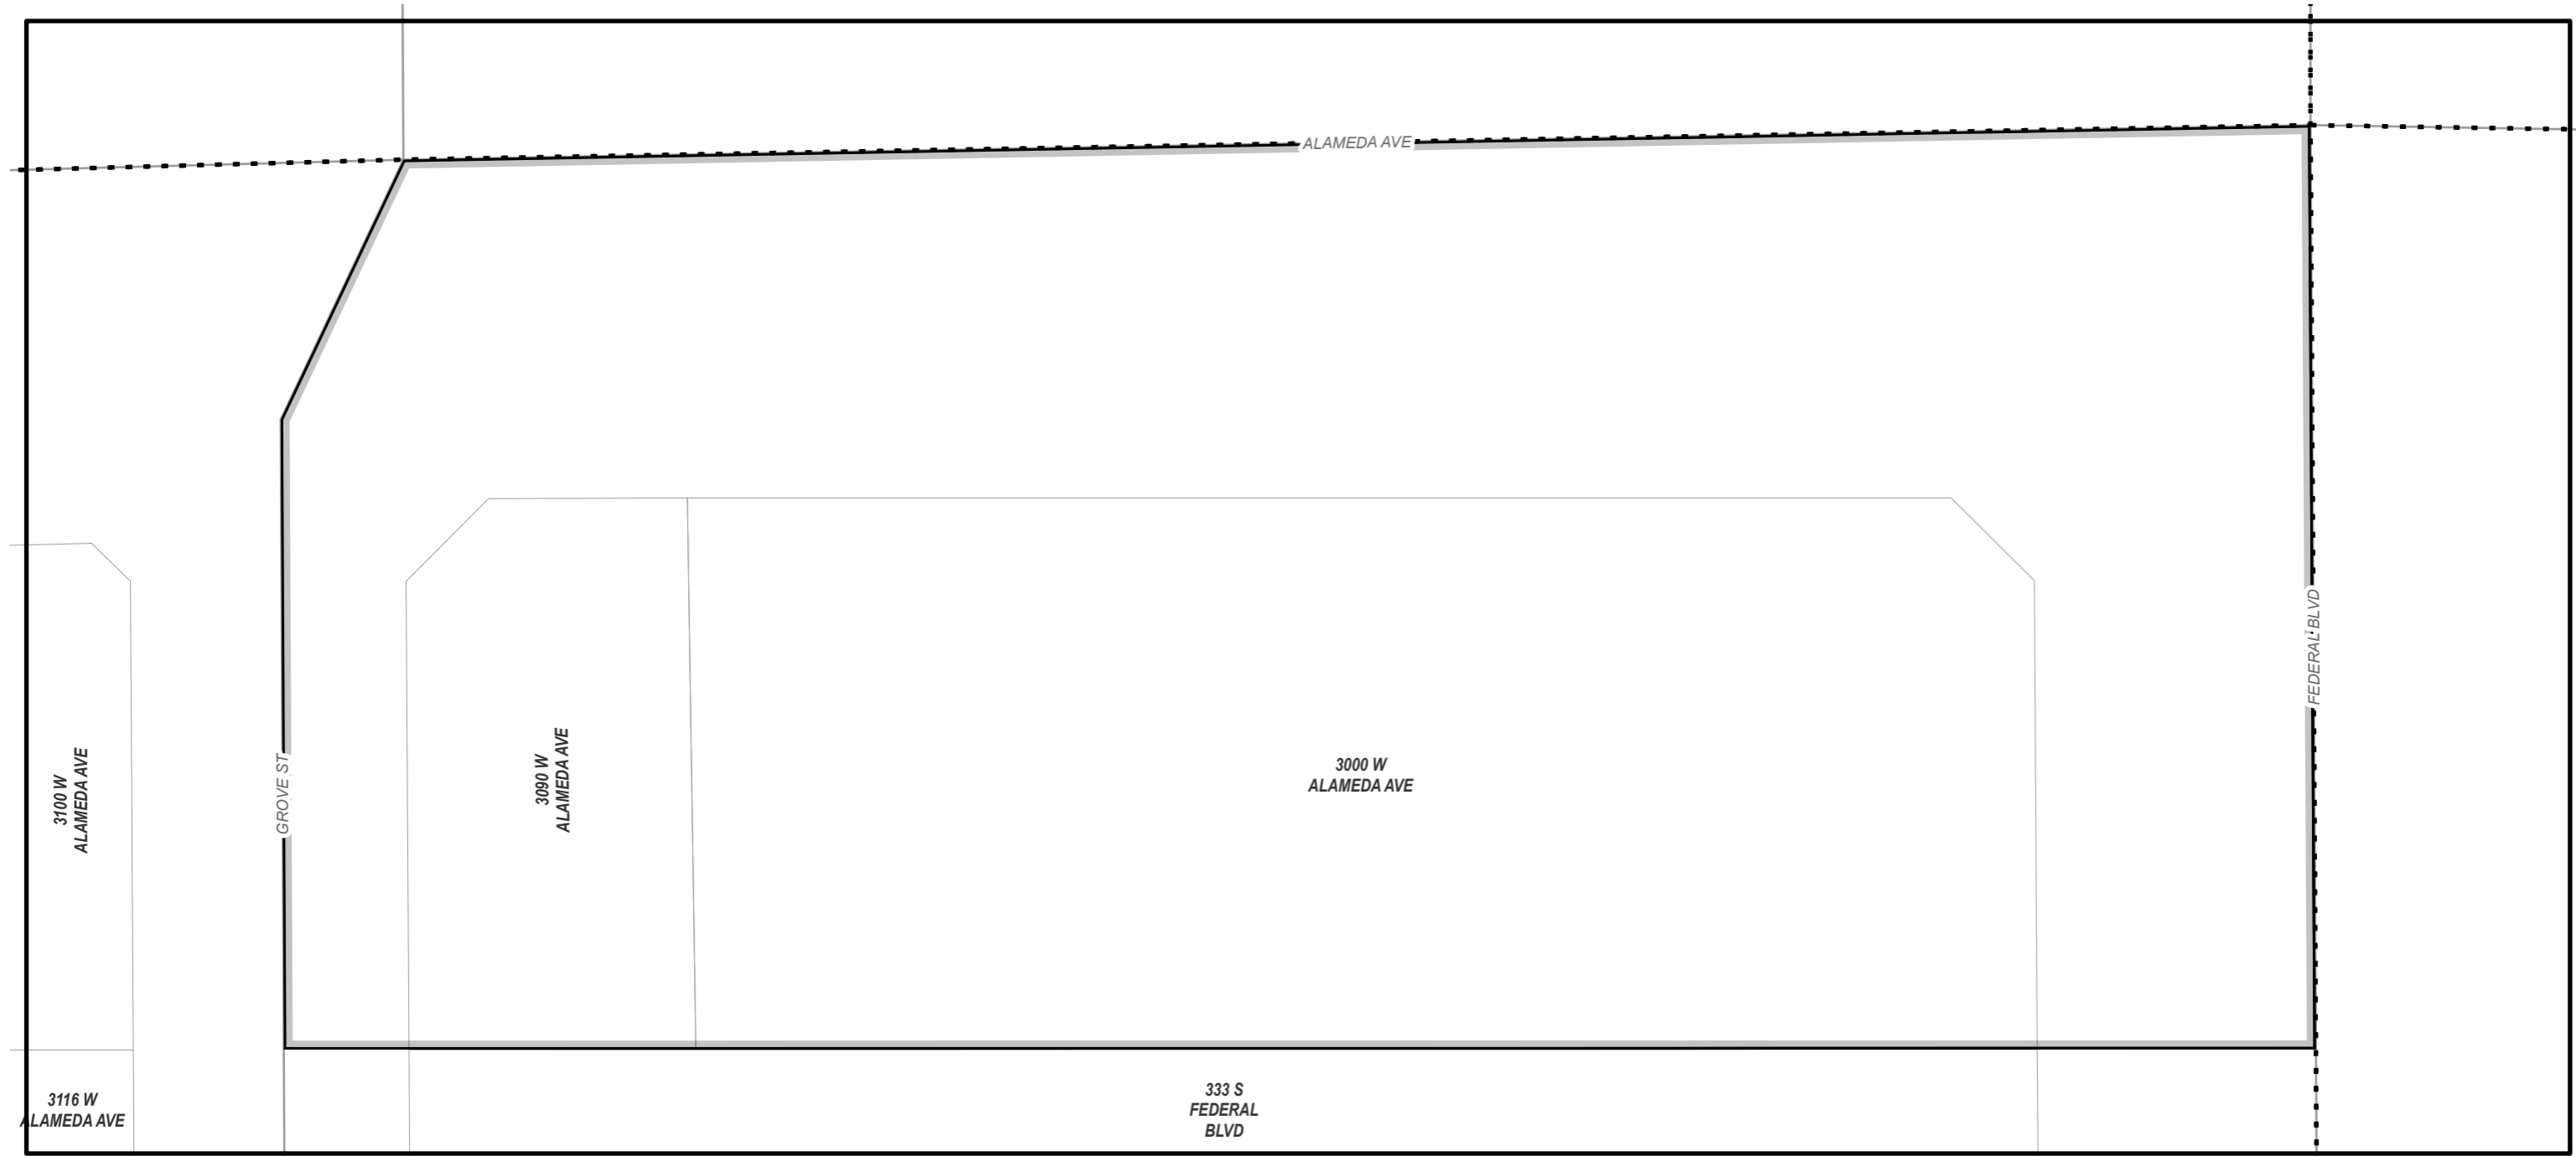 ALAMEDA AVE
FEDERAL BLVD
GROVE ST
3100 W
ALAMEDA AVE
3090 W
ALAMEDA AVE
3000 W
ALAMEDA AVE
3116 W
ALAMEDA AVE
333 S
FEDERAL
BLVD